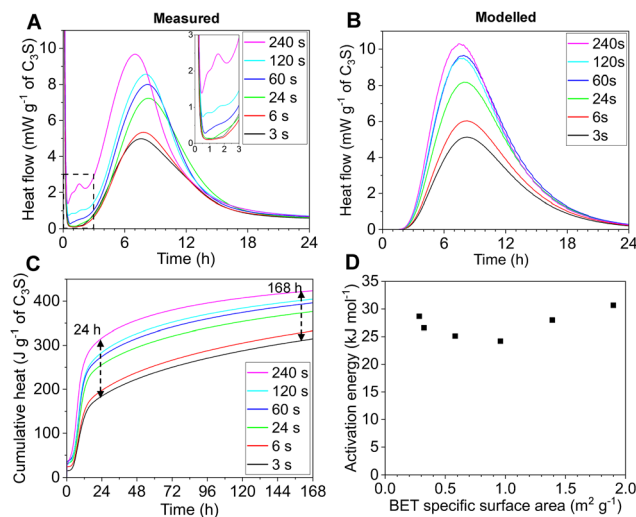 Measured
Modelled
A
Heat flow (mW g⁻¹ of C₃S)
10
8
6
4
2
0
0 6 12 18 24
Time (h)
3
2
1
0
0 1 2 3
240 s
120 s
60 s
24 s
6 s
3 s
B
Heat flow (mW g⁻¹ of C₃S)
10
8
6
4
2
0
0 6 12 18 24
Time (h)
240s
120s
60s
24s
6s
3s
C
Cumulative heat (J g⁻¹ of C₃S)
400
300
200
100
0
0 24 48 72 96 120 144 168
Time (h)
24 h
168 h
240 s
120 s
60 s
24 s
6 s
3 s
D
Activation energy (kJ mol⁻¹)
35
30
25
20
15
10
5
0
0.0 0.5 1.0 1.5 2.0
BET specific surface area (m² g⁻¹)